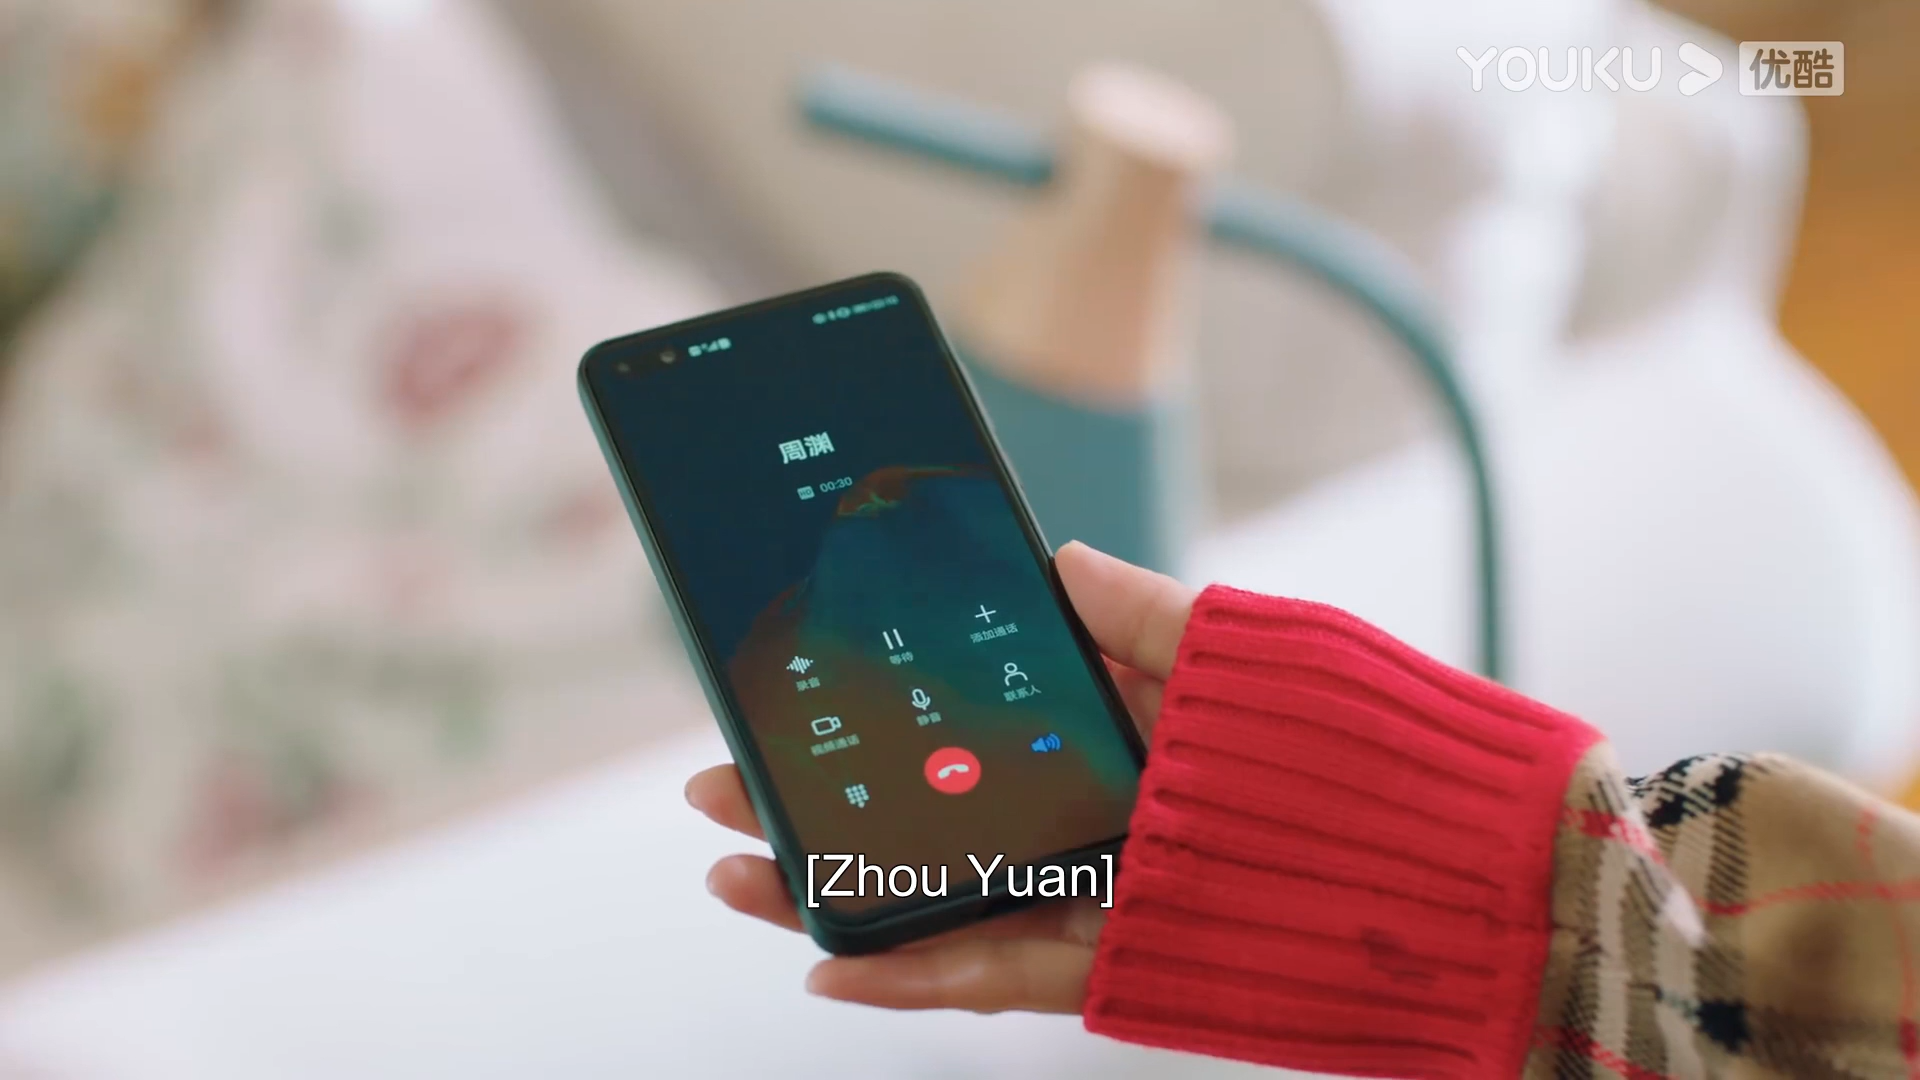 YOUKU 优酷
周渊
HD 00:30
添加通话
等待
录音
联系人
静音
视频通话
[Zhou Yuan]